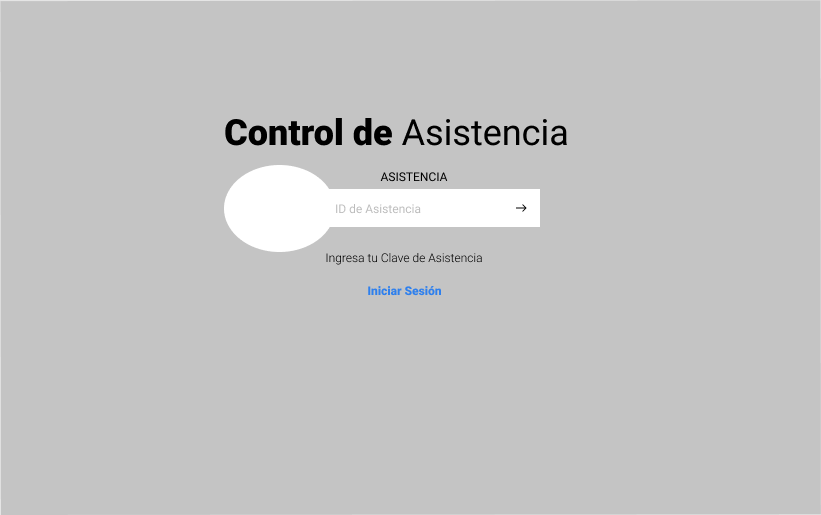 Control de Asistencia
ASISTENCIA
ID de Asistencia
Ingresa tu Clave de Asistencia
Iniciar Sesión